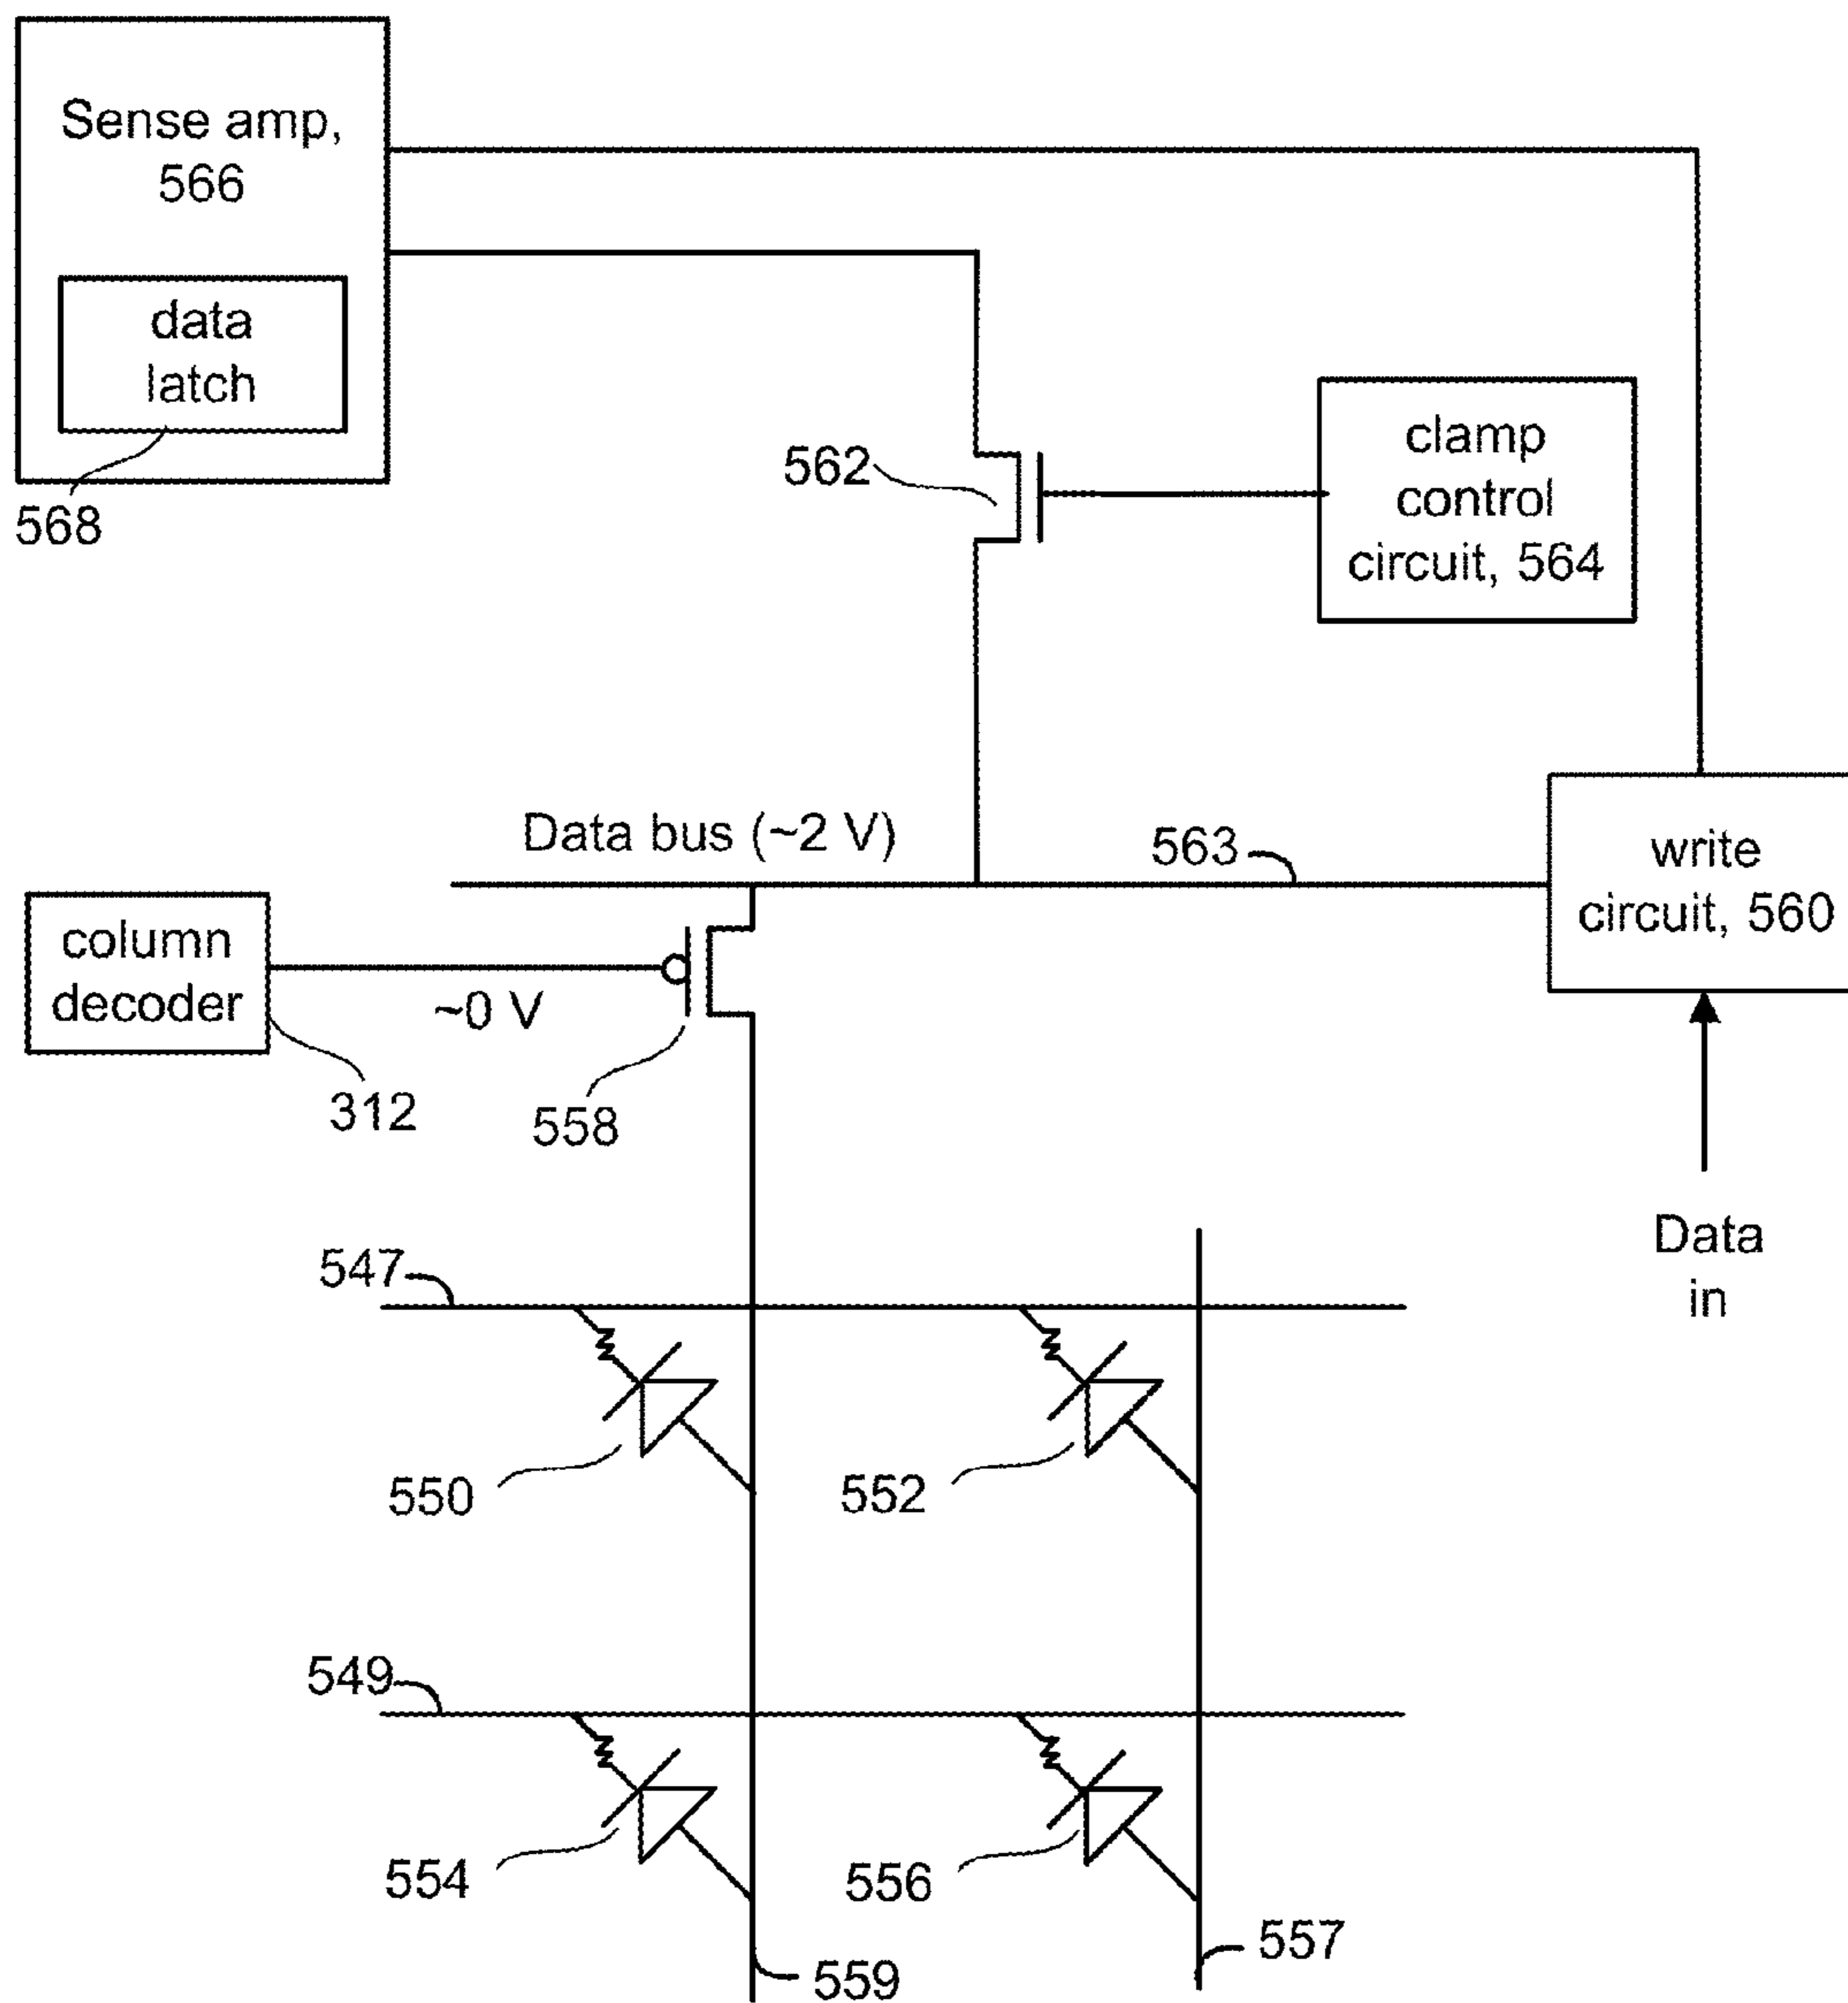 Sense amp,
566
data
latch
568
562
clamp
control
circuit, 564
Data bus (~2 V)
563
write
circuit, 560
column
decoder
~0 V
312
558
Data
in
547
550
552
549
554
556
559
557